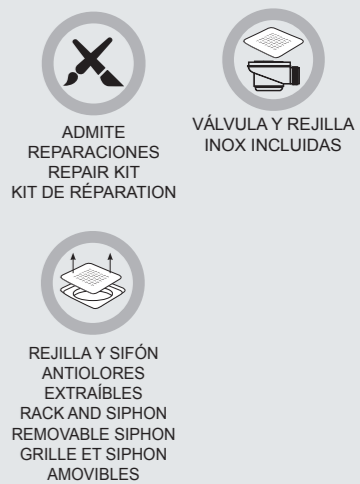 ADMITE
REPARACIONES
REPAIR KIT
KIT DE RÉPARATION
VÁLVULA Y REJILLA
INOX INCLUIDAS
REJILLA Y SIFÓN
ANTIOLORES
EXTRAÍBLES
RACK AND SIPHON
REMOVABLE SIPHON
GRILLE ET SIPHON
AMOVIBLES